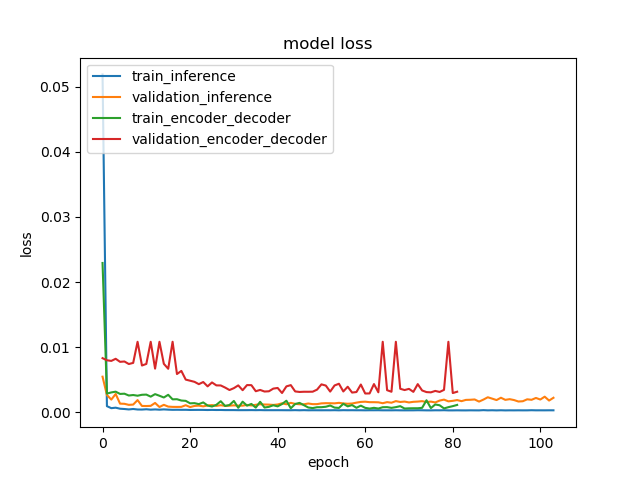 model loss
train_inference
validation_inference
train_encoder_decoder
validation_encoder_decoder
loss
0.05
0.04
0.03
0.02
0.01
0.00
0 20 40 60 80 100
epoch